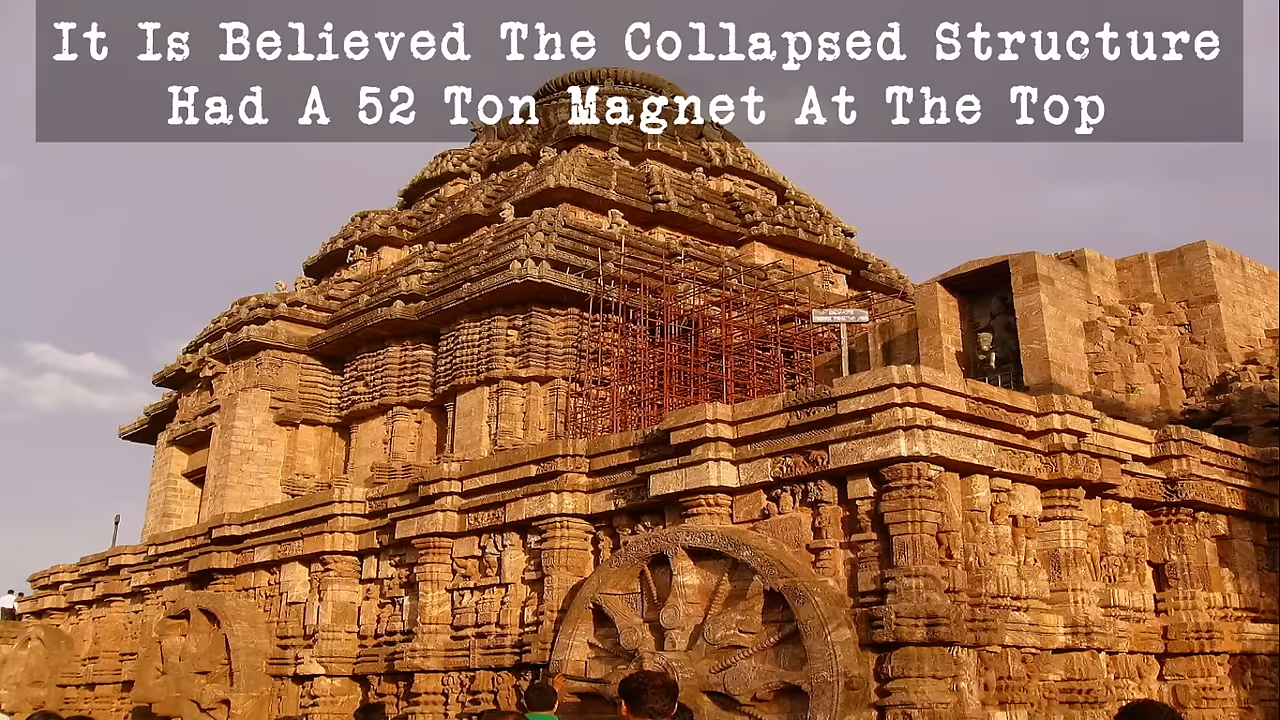 It Is Believed The Collapsed Structure
Had A 52 Ton Magnet At The Top